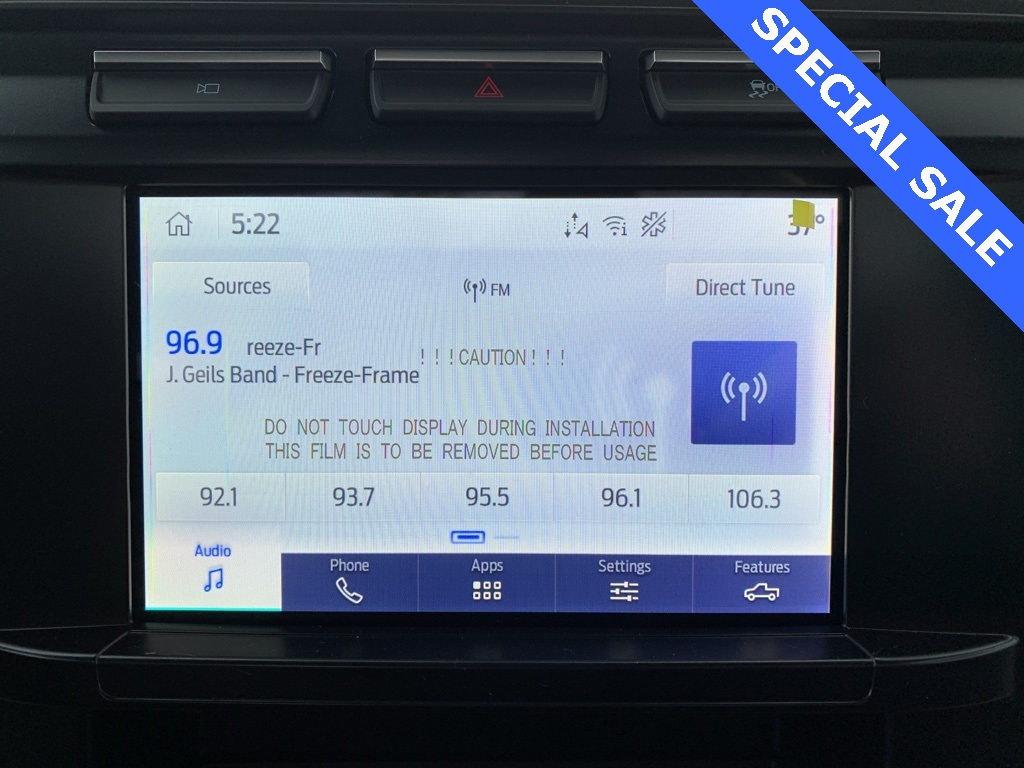 SPECIAL SALE
5:22
37°
Sources
FM
Direct Tune
96.9 reeze-Fr
! ! ! CAUTION ! ! !
J. Geils Band - Freeze-Frame
DO NOT TOUCH DISPLAY DURING INSTALLATION
THIS FILM IS TO BE REMOVED BEFORE USAGE
92.1 93.7 95.5 96.1 106.3
Audio Phone Apps Settings Features